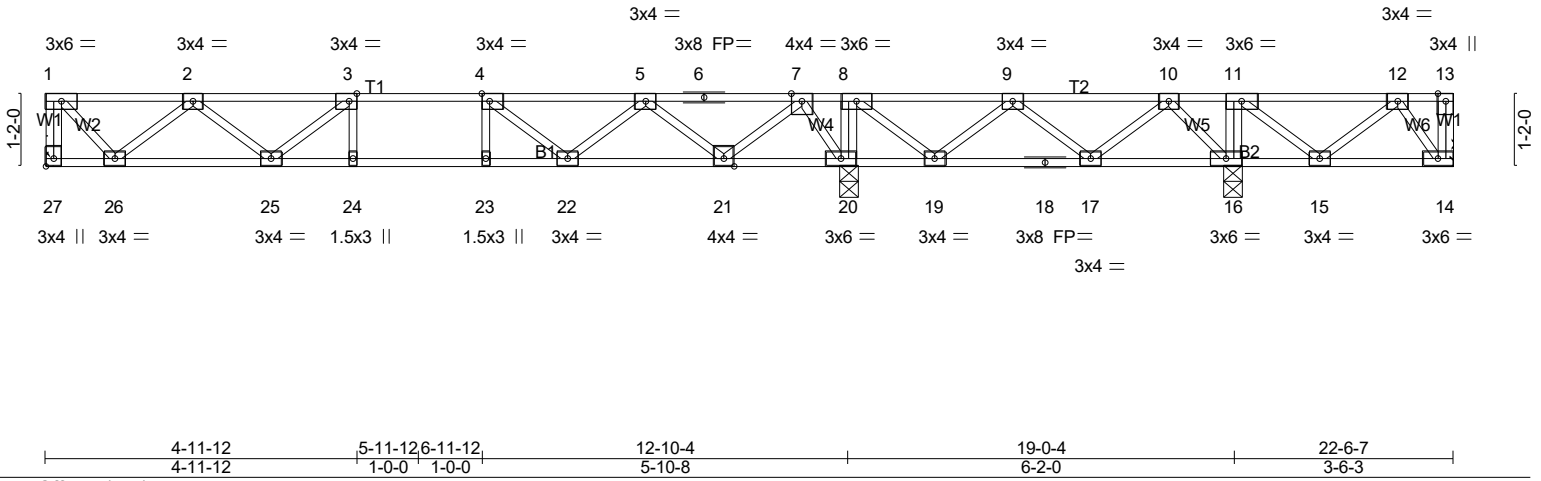 3x4 = 3x4 =
3x6 = 3x4 = 3x4 = 3x4 = 3x8 FP= 4x4 = 3x6 = 3x4 = 3x4 = 3x6 = 3x4 ||
1 2 3 4 5 6 7 8 9 10 11 12 13
T1 T2
1-2-0 W1 W2 W4 W5 W6 W1 1-2-0
B1 B2
27 26 25 24 23 22 21 20 19 18 17 16 15 14
3x4 || 3x4 = 3x4 = 1.5x3 || 1.5x3 || 3x4 = 4x4 = 3x6 = 3x4 = 3x8 FP= 3x6 = 3x4 = 3x6 =
3x4 =
4-11-12 5-11-12 6-11-12 12-10-4 19-0-4 22-6-7
4-11-12 1-0-0 1-0-0 5-10-8 6-2-0 3-6-3